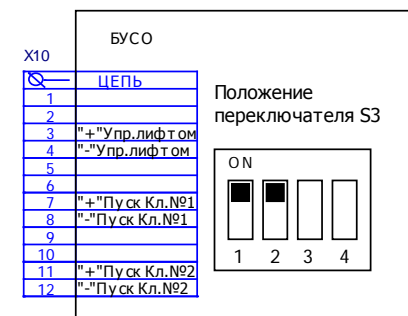 БУСО
X10
ЦЕПЬ
1
2
3 "+"Упр.лифтом
4 "-"Упр.лифтом
5
6
7 "+"Пуск Кл.№1
8 "-"Пуск Кл.№1
9
10
11 "+"Пуск Кл.№2
12 "-"Пуск Кл.№2
Положение
переключателя S3
ON
1 2 3 4